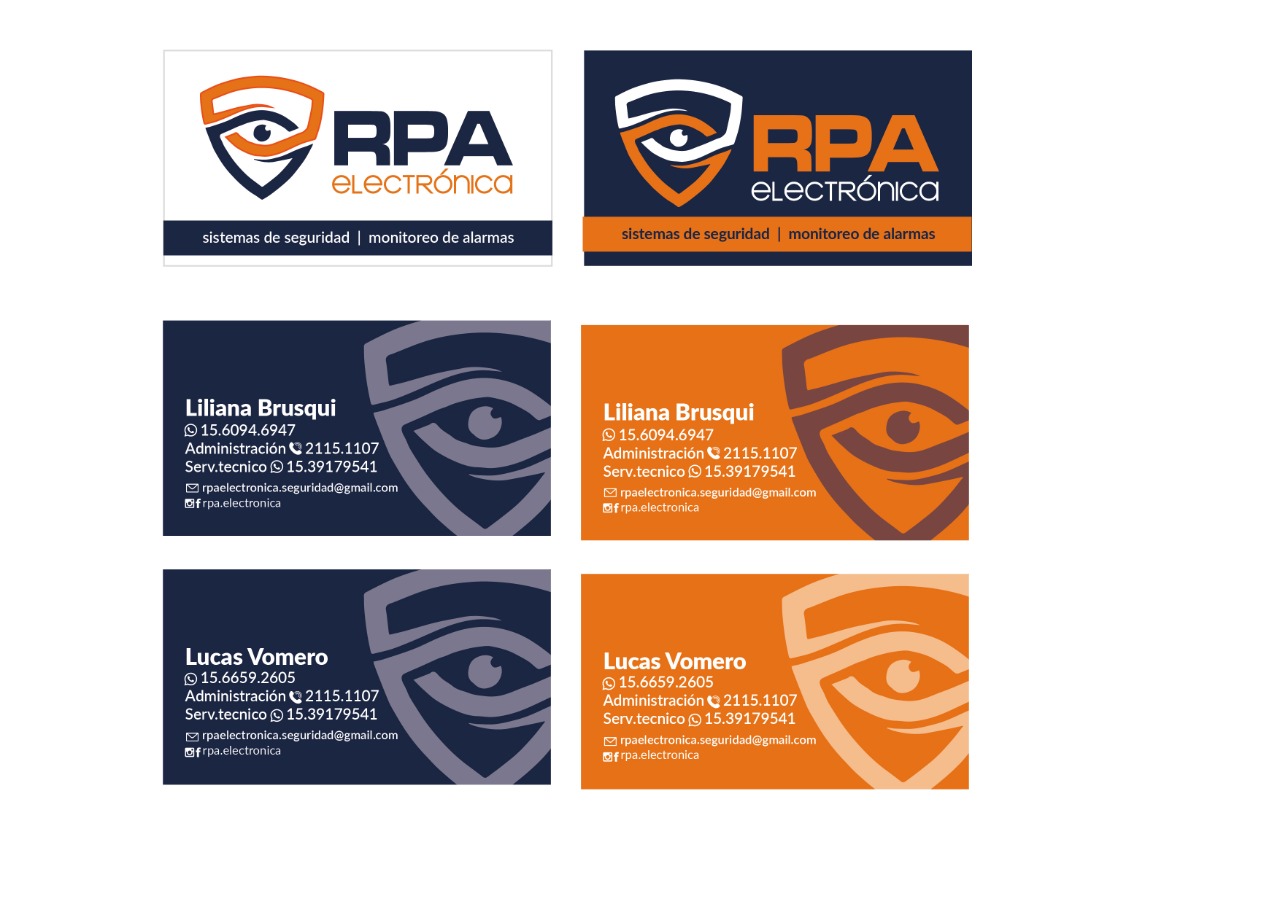 RPA
eLecTRónica
sistemas de seguridad | monitoreo de alarmas
RPA
eLecTRónica
sistemas de seguridad | monitoreo de alarmas
Liliana Brusqui
15.6094.6947
Administración 2115.1107
Serv.tecnico 15.39179541
rpaelectronica.seguridad@gmail.com
rpa.electronica
Liliana Brusqui
15.6094.6947
Administración 2115.1107
Serv.tecnico 15.39179541
rpaelectronica.seguridad@gmail.com
rpa.electronica
Lucas Vomero
15.6659.2605
Administración 2115.1107
Serv.tecnico 15.39179541
rpaelectronica.seguridad@gmail.com
rpa.electronica
Lucas Vomero
15.6659.2605
Administración 2115.1107
Serv.tecnico 15.39179541
rpaelectronica.seguridad@gmail.com
rpa.electronica